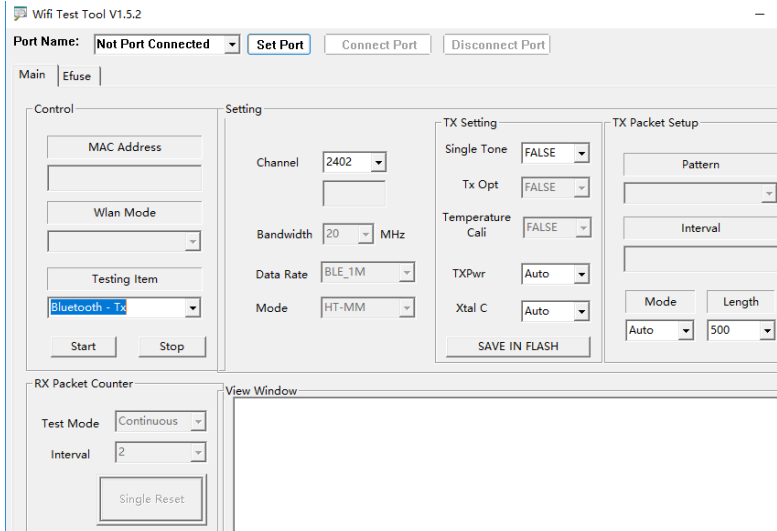 Wifi Test Tool V1.5.2
Port Name: Not Port Connected Set Port Connect Port Disconnect Port
Main Efuse
Control
MAC Address
Wlan Mode
Testing Item
Bluetooth - Tx
Start Stop
Setting
Channel 2402
Bandwidth 20 MHz
Data Rate BLE_1M
Mode HT-MM
TX Setting
Single Tone FALSE
Tx Opt FALSE
Temperature
Cali FALSE
TXPwr Auto
Xtal C Auto
SAVE IN FLASH
TX Packet Setup
Pattern
Interval
Mode Length
Auto 500
RX Packet Counter
Test Mode Continuous
Interval 2
Single Reset
View Window